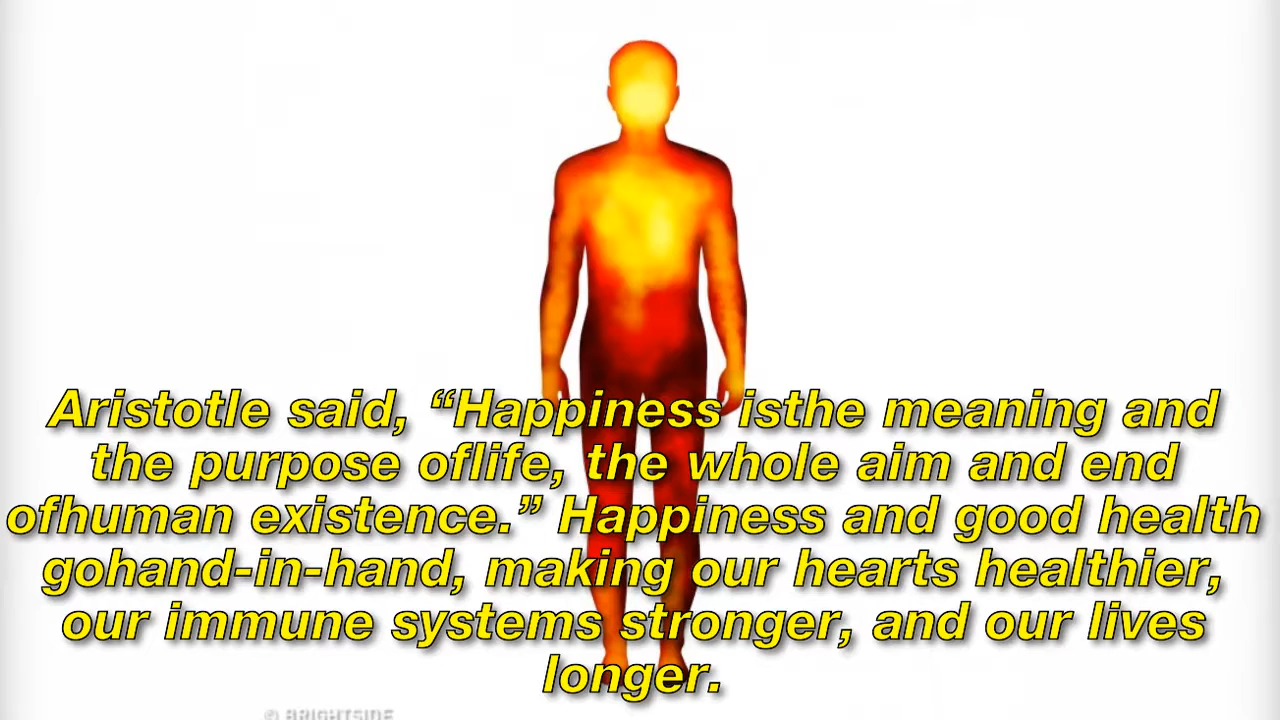 Aristotle said, “Happiness isthe meaning and
the purpose oflife, the whole aim and end
ofhuman existence.” Happiness and good health
gohand-in-hand, making our hearts healthier,
our immune systems stronger, and our lives
longer.
© BRIGHTSIDE